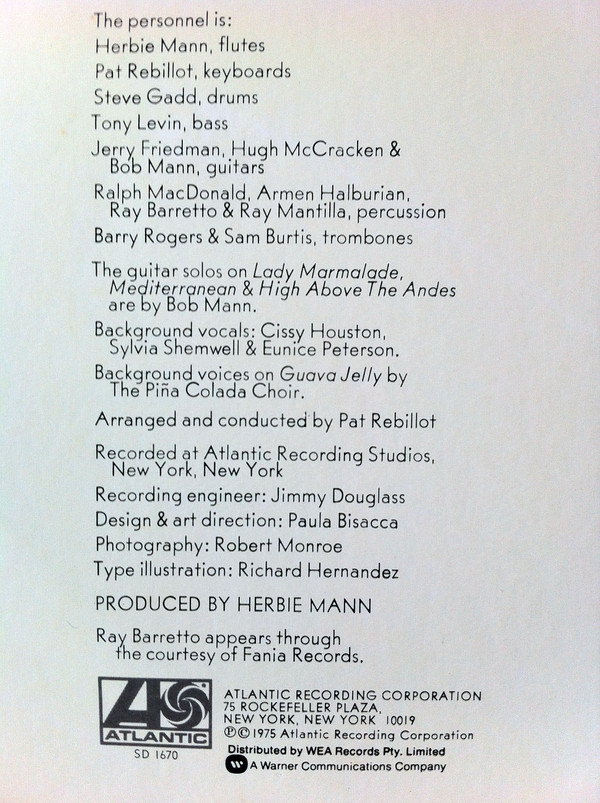 The personnel is:
Herbie Mann, flutes
Pat Rebillot, keyboards
Steve Gadd, drums
Tony Levin, bass
Jerry Friedman, Hugh McCracken &
Bob Mann, guitars
Ralph MacDonald, Armen Halburian,
Ray Barretto & Ray Mantilla, percussion
Barry Rogers & Sam Burtis, trombones
The guitar solos on Lady Marmalade,
Mediterranean & High Above The Andes
are by Bob Mann.
Background vocals: Cissy Houston,
Sylvia Shemwell & Eunice Peterson.
Background voices on Guava Jelly by
The Piña Colada Choir.
Arranged and conducted by Pat Rebillot
Recorded at Atlantic Recording Studios,
New York, New York
Recording engineer: Jimmy Douglass
Design & art direction: Paula Bisacca
Photography: Robert Monroe
Type illustration: Richard Hernandez
PRODUCED BY HERBIE MANN
Ray Barretto appears through
the courtesy of Fania Records.
ATLANTIC
SD 1670
ATLANTIC RECORDING CORPORATION
75 ROCKEFELLER PLAZA,
NEW YORK, NEW YORK 10019
℗©1975 Atlantic Recording Corporation
Distributed by WEA Records Pty. Limited
A Warner Communications Company